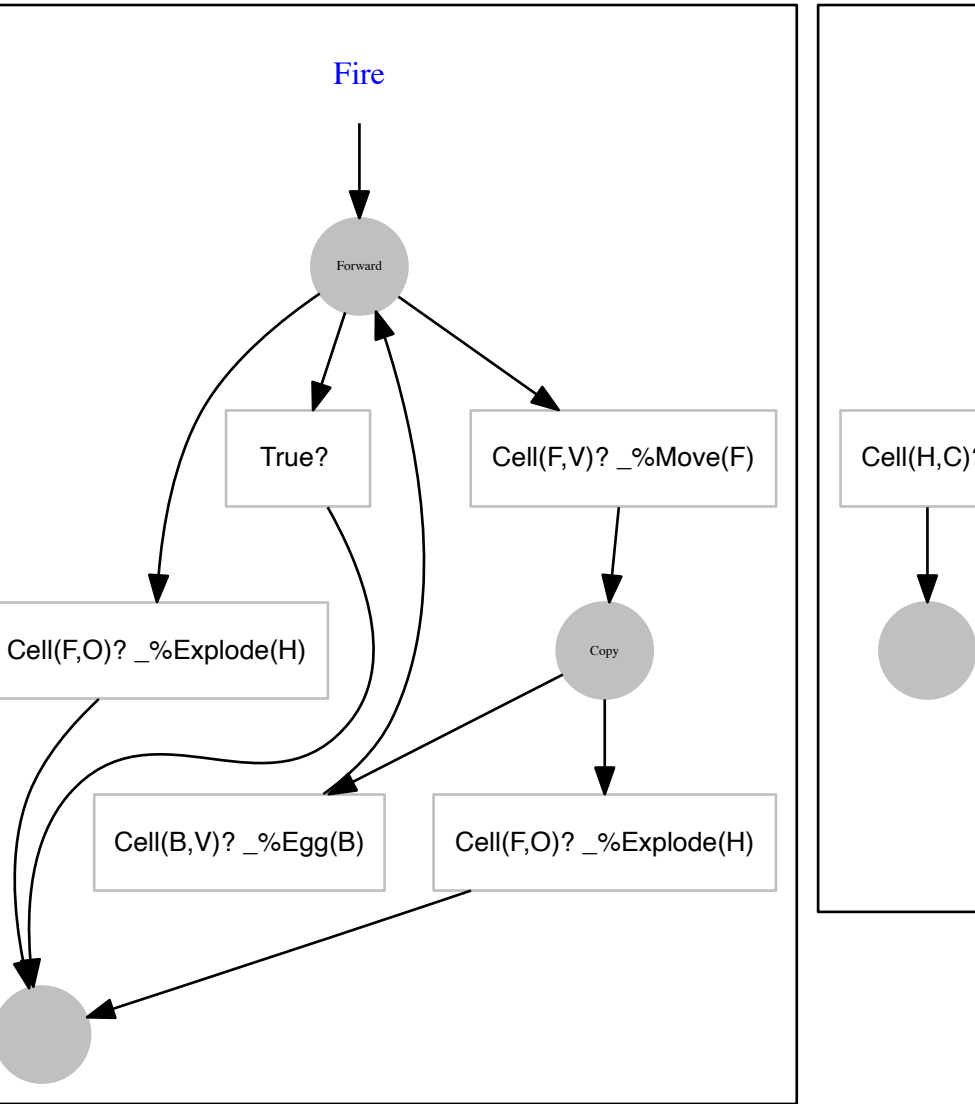 Fire
Forward
True?
Cell(F,V)? _%Move(F)
Cell(H,C)?
Cell(F,O)? _%Explode(H)
Copy
Cell(B,V)? _%Egg(B)
Cell(F,O)? _%Explode(H)